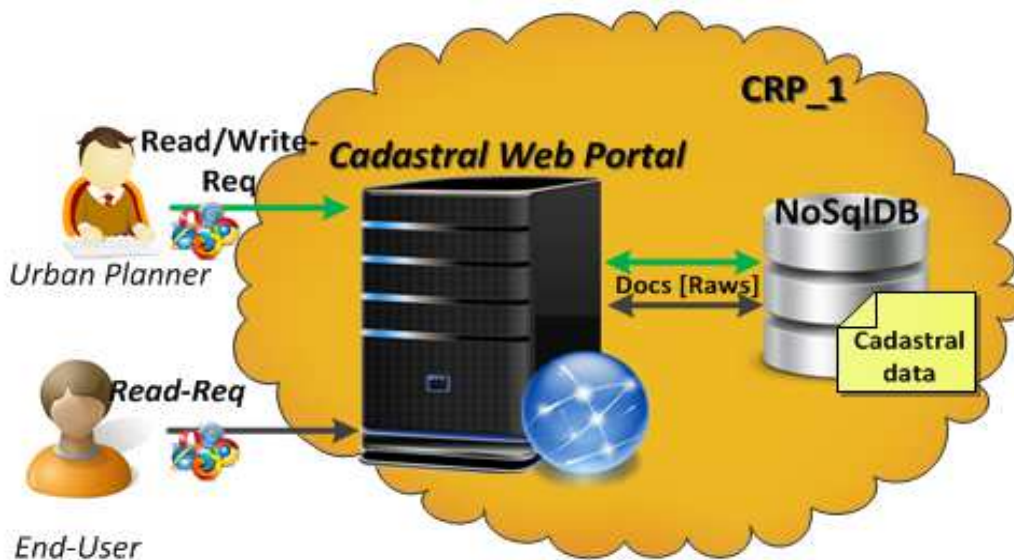 CRP_1
Read/Write-
Req
Cadastral Web Portal
NoSqlDB
Urban Planner
Docs [Raws]
Cadastral
data
Read-Req
End-User